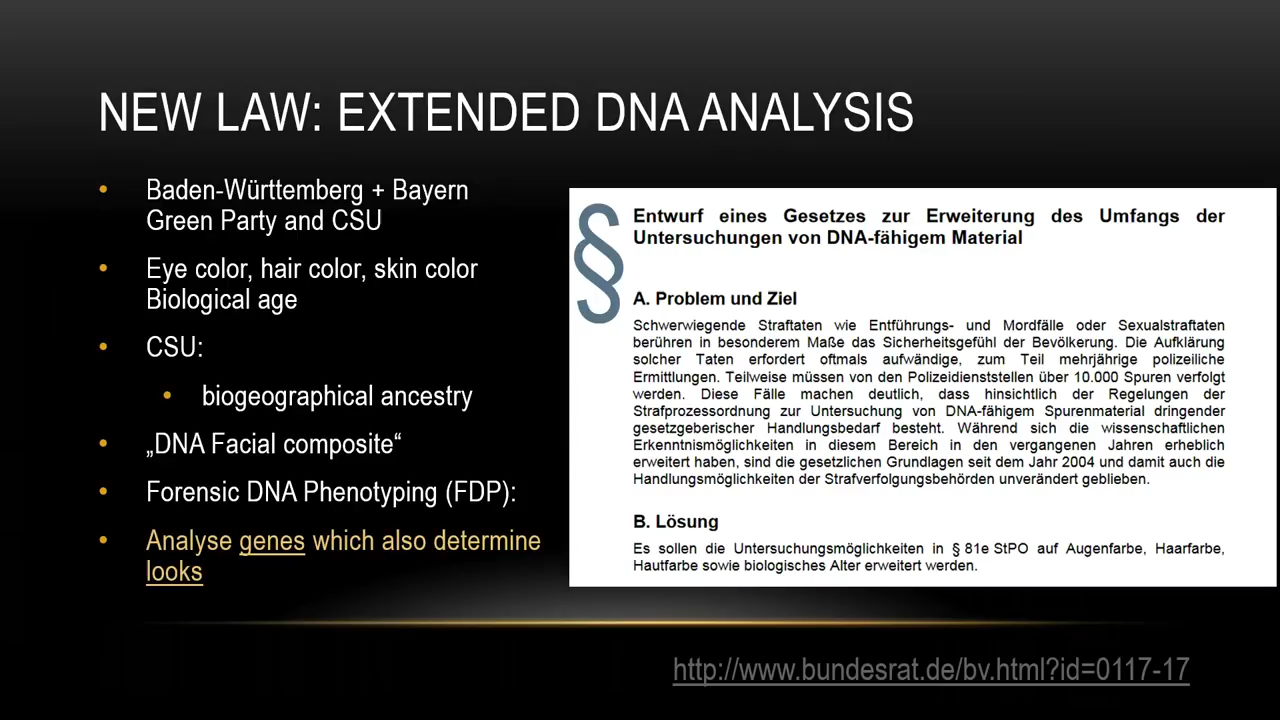 NEW LAW: EXTENDED DNA ANALYSIS
• Baden-Württemberg + Bayern
Green Party and CSU
• Eye color, hair color, skin color
Biological age
• CSU:
• biogeographical ancestry
• „DNA Facial composite“
• Forensic DNA Phenotyping (FDP):
• Analyse genes which also determine
looks
§
Entwurf eines Gesetzes zur Erweiterung des Umfangs der
Untersuchungen von DNA-fähigem Material
A. Problem und Ziel
Schwerwiegende Straftaten wie Entführungs- und Mordfälle oder Sexualstraftaten
berühren in besonderem Maße das Sicherheitsgefühl der Bevölkerung. Die Aufklärung
solcher Taten erfordert oftmals aufwändige, zum Teil mehrjährige polizeiliche
Ermittlungen. Teilweise müssen von den Polizeidienststellen über 10.000 Spuren verfolgt
werden. Diese Fälle machen deutlich, dass hinsichtlich der Regelungen der
Strafprozessordnung zur Untersuchung von DNA-fähigem Spurenmaterial dringender
gesetzgeberischer Handlungsbedarf besteht. Während sich die wissenschaftlichen
Erkenntnismöglichkeiten in diesem Bereich in den vergangenen Jahren erheblich
erweitert haben, sind die gesetzlichen Grundlagen seit dem Jahr 2004 und damit auch die
Handlungsmöglichkeiten der Strafverfolgungsbehörden unverändert geblieben.
B. Lösung
Es sollen die Untersuchungsmöglichkeiten in § 81e StPO auf Augenfarbe, Haarfarbe,
Hautfarbe sowie biologisches Alter erweitert werden.
http://www.bundesrat.de/bv.html?id=0117-17